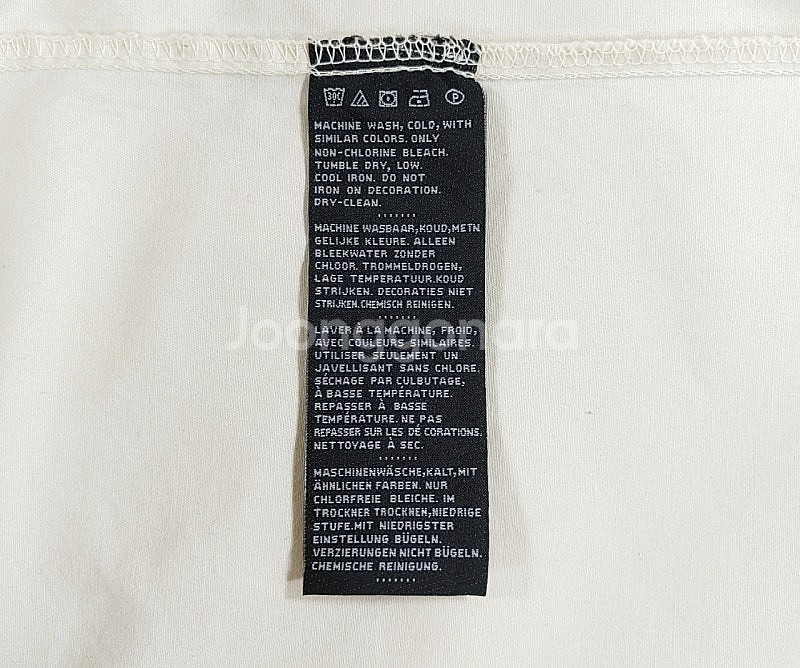 30C P
MACHINE WASH, COLD, WITH
SIMILAR COLORS. ONLY
NON-CHLORINE BLEACH.
TUMBLE DRY, LOW.
COOL IRON. DO NOT
IRON ON DECORATION.
DRY-CLEAN.
MACHINE WASBAAR, KOUD, METN
GELIJKE KLEURE. ALLEEN
BLEEKWATER ZONDER
CHLOOR. TROMMELDROGEN,
LAGE TEMPERATUUR.KOUD
STRIJKEN. DECORATIES NIET
STRIJKEN.CHEMISCH REINIGEN.
Joonggonara
LAVER À LA MACHINE, FROID,
AVEC COULEURS SIMILAIRES.
UTILISER SEULEMENT UN
JAVELLISANT SANS CHLORE.
SÉCHAGE PAR CULBUTAGE,
À BASSE TEMPÉRATURE.
REPASSER À BASSE
TEMPÉRATURE. NE PAS
REPASSER SUR LES DÉ CORATIONS.
NETTOYAGE À SEC.
MASCHINENWÄSCHE,KALT,MIT
ÄHNLICHEN FARBEN. NUR
CHLORFREIE BLEICHE. IM
TROCKNER TROCKNEN,NIEDRIGE
STUFE.MIT NIEDRIGSTER
EINSTELLUNG BÜGELN.
VERZIERUNGEN NICHT BÜGELN.
CHEMISCHE REINIGUNG.